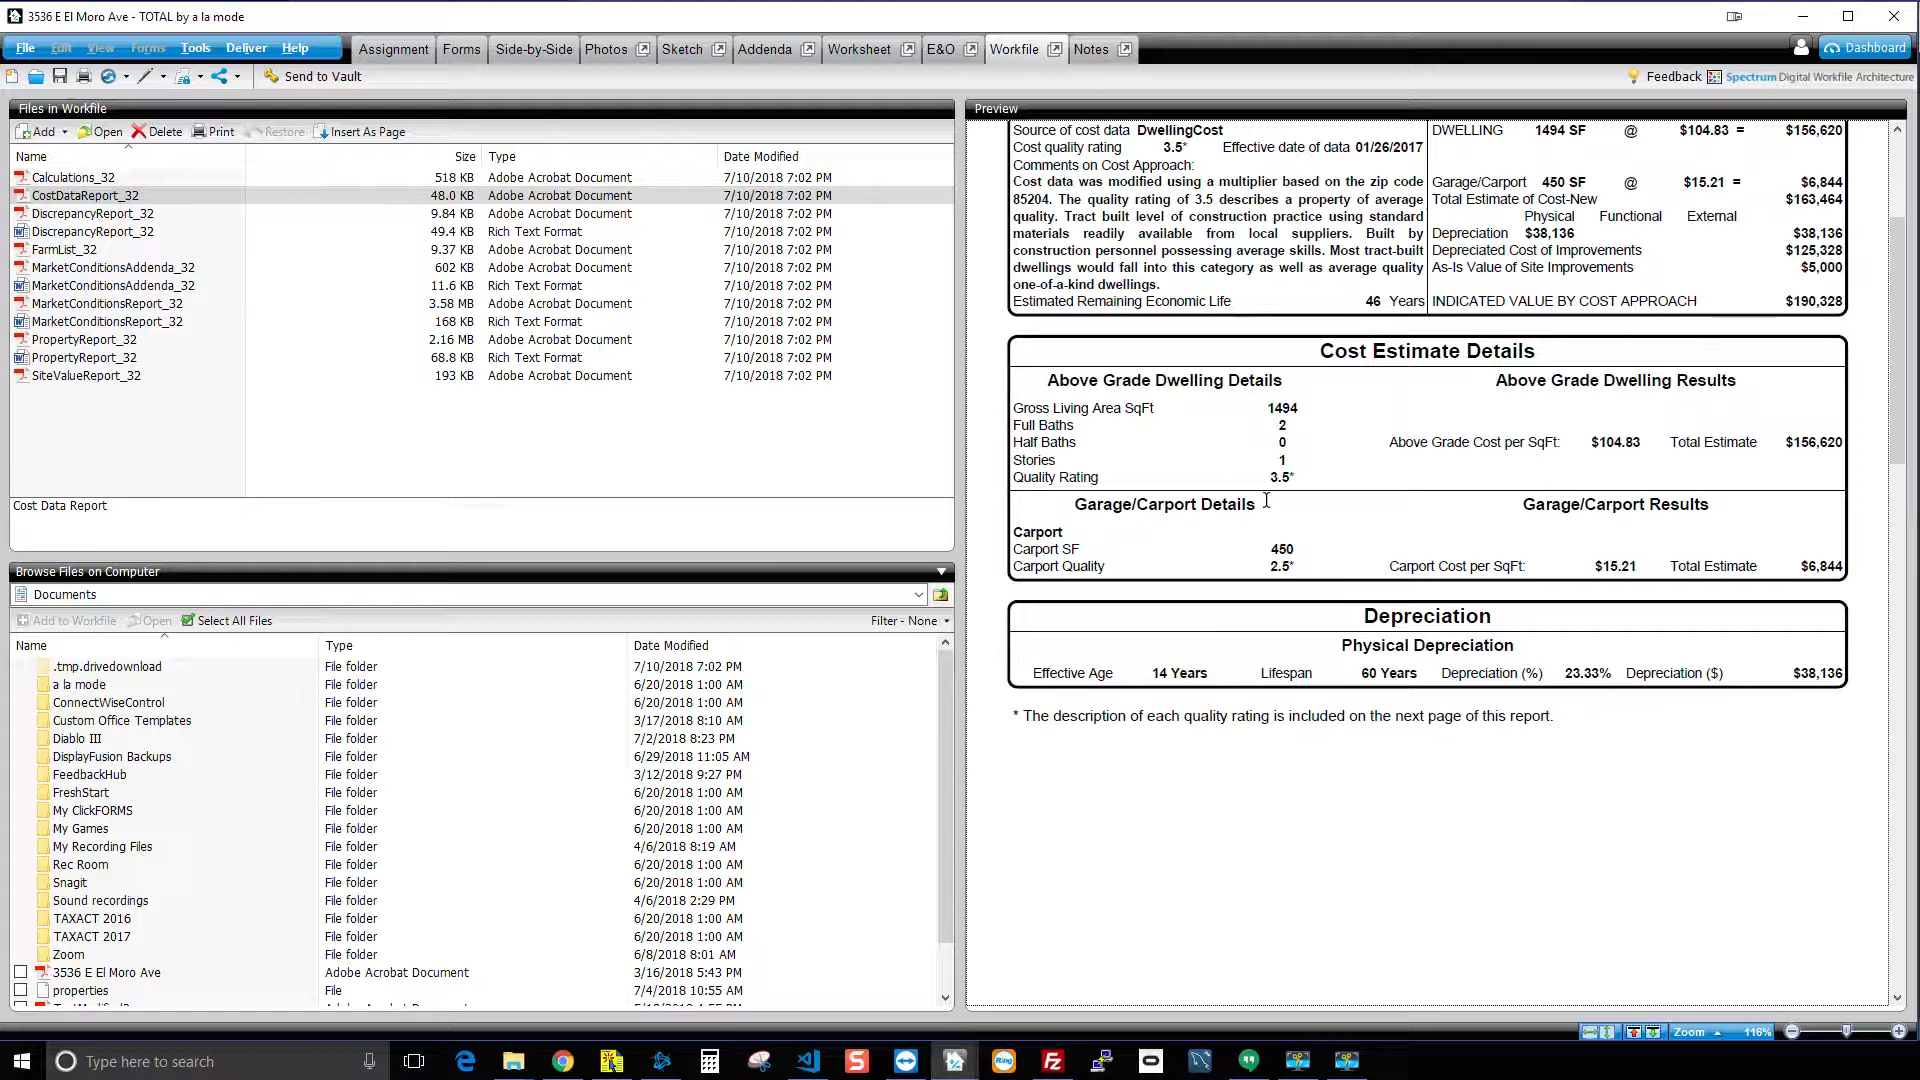 3536 E El Moro Ave - TOTAL by a la mode
File Edit View Forms Tools Deliver Help
Assignment Forms Side-by-Side Photos Sketch Addenda Worksheet E&O Workfile Notes Dashboard
Send to Vault
Feedback Spectrum Digital Workfile Architecture
Files in Workfile
Add Open Delete Print Restore Insert As Page
Name Size Type Date Modified
Calculations_32 518 KB Adobe Acrobat Document 7/10/2018 7:02 PM
CostDataReport_32 48.0 KB Adobe Acrobat Document 7/10/2018 7:02 PM
DiscrepancyReport_32 9.84 KB Adobe Acrobat Document 7/10/2018 7:02 PM
DiscrepancyReport_32 49.4 KB Rich Text Format 7/10/2018 7:02 PM
FarmList_32 9.37 KB Adobe Acrobat Document 7/10/2018 7:02 PM
MarketConditionsAddenda_32 602 KB Adobe Acrobat Document 7/10/2018 7:02 PM
MarketConditionsAddenda_32 11.6 KB Rich Text Format 7/10/2018 7:02 PM
MarketConditionsReport_32 3.58 MB Adobe Acrobat Document 7/10/2018 7:02 PM
MarketConditionsReport_32 168 KB Rich Text Format 7/10/2018 7:02 PM
PropertyReport_32 2.16 MB Adobe Acrobat Document 7/10/2018 7:02 PM
PropertyReport_32 68.8 KB Rich Text Format 7/10/2018 7:02 PM
SiteValueReport_32 193 KB Adobe Acrobat Document 7/10/2018 7:02 PM
Cost Data Report
Browse Files on Computer
Documents
Add to Workfile Open Select All Files Filter - None
Name Type Date Modified
.tmp.drivedownload File folder 7/10/2018 7:02 PM
a la mode File folder 6/20/2018 1:00 AM
ConnectWiseControl File folder 6/20/2018 1:00 AM
Custom Office Templates File folder 3/17/2018 8:10 AM
Diablo III File folder 7/2/2018 8:23 PM
DisplayFusion Backups File folder 6/29/2018 11:05 AM
FeedbackHub File folder 3/12/2018 9:27 PM
FreshStart File folder 6/20/2018 1:00 AM
My ClickFORMS File folder 6/20/2018 1:00 AM
My Games File folder 6/20/2018 1:00 AM
My Recording Files File folder 4/6/2018 8:19 AM
Rec Room File folder 6/20/2018 1:00 AM
Snagit File folder 6/20/2018 1:00 AM
Sound recordings File folder 4/6/2018 2:29 PM
TAXACT 2016 File folder 6/20/2018 1:00 AM
TAXACT 2017 File folder 6/20/2018 1:00 AM
Zoom File folder 6/8/2018 8:01 AM
3536 E El Moro Ave Adobe Acrobat Document 3/16/2018 5:43 PM
properties File 7/4/2018 10:55 AM
Preview
Source of cost data DwellingCost
Cost quality rating 3.5* Effective date of data 01/26/2017
Comments on Cost Approach:
Cost data was modified using a multiplier based on the zip code
85204. The quality rating of 3.5 describes a property of average
quality. Tract built level of construction practice using standard
materials readily available from local suppliers. Built by
construction personnel possessing average skills. Most tract-built
dwellings would fall into this category as well as average quality
one-of-a-kind dwellings.
Estimated Remaining Economic Life 46 Years
DWELLING 1494 SF @ $104.83 = $156,620
Garage/Carport 450 SF @ $15.21 = $6,844
Total Estimate of Cost-New $163,464
Physical Functional External
Depreciation $38,136 $38,136
Depreciated Cost of Improvements $125,328
As-Is Value of Site Improvements $5,000
INDICATED VALUE BY COST APPROACH $190,328
Cost Estimate Details
Above Grade Dwelling Details Above Grade Dwelling Results
Gross Living Area SqFt 1494
Full Baths 2
Half Baths 0 Above Grade Cost per SqFt: $104.83 Total Estimate $156,620
Stories 1
Quality Rating 3.5*
Garage/Carport Details Garage/Carport Results
Carport
Carport SF 450
Carport Quality 2.5* Carport Cost per SqFt: $15.21 Total Estimate $6,844
Depreciation
Physical Depreciation
Effective Age 14 Years Lifespan 60 Years Depreciation (%) 23.33% Depreciation ($) $38,136
* The description of each quality rating is included on the next page of this report.
Zoom 116%
Type here to search